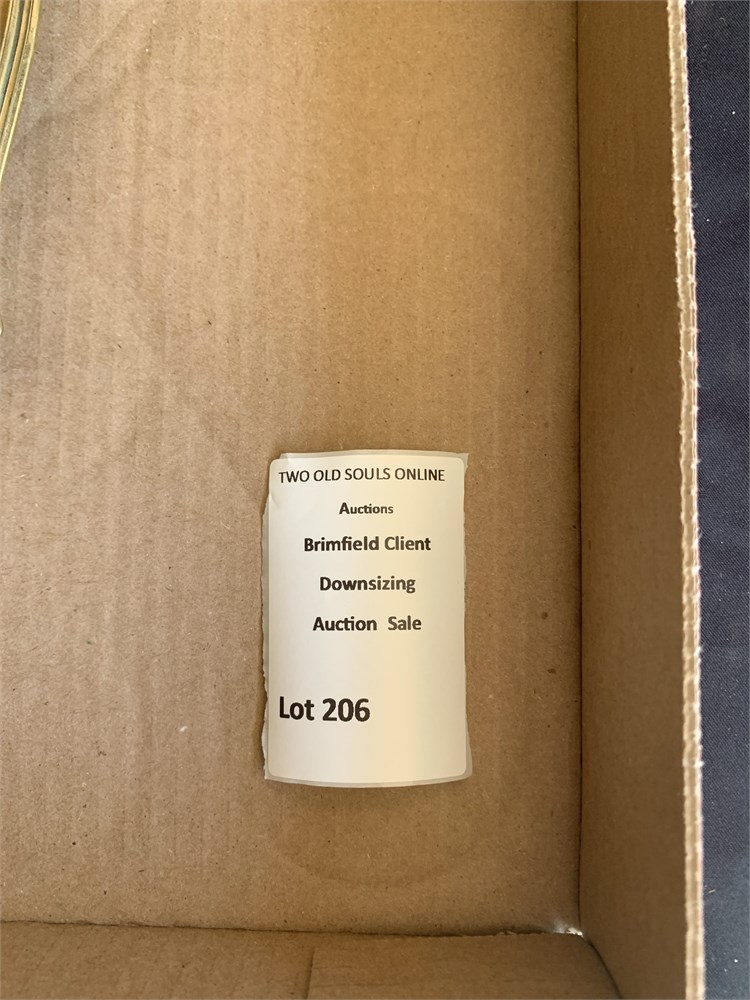 TWO OLD SOULS ONLINE
Auctions
Brimfield Client
Downsizing
Auction Sale
Lot 206